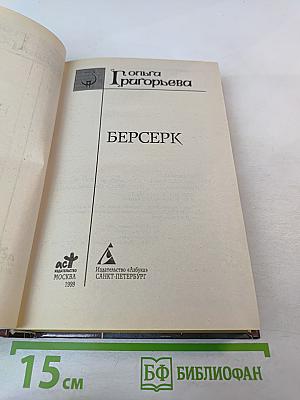 ольга
Григорьева
БЕРСЕРК
аст
издательство
МОСКВА
1999
Издательство «Азбука»
САНКТ-ПЕТЕРБУРГ
15 см
БФ БИБЛИОФАН